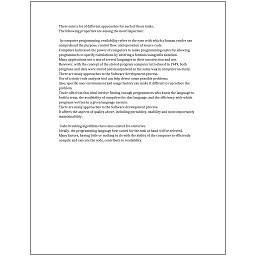 There exist a lot of different approaches for each of those tasks.
The following properties are among the most important:

In computer programming, readability refers to the ease with which a human reader can
comprehend the purpose, control flow, and operation of source code.
Computer hardware the power of computers to make programming easier by allowing
programmers to specify calculations by entering a formula using infix notation.
Many applications use a mix of several languages in their construction and use.
However, with the concept of the stored-program computer introduced in 1949, both
programs and data were stored and manipulated in the same way in computer memory.
There are many approaches to the Software development process.
Use of a static code analysis tool can help detect some possible problems.
Also, specific user environment and usage history can make it difficult to reproduce the
problem.
Trade-offs from this ideal involve finding enough programmers who know the language to
build a team, the availability of compilers for that language, and the efficiency with which
programs written in a given language execute.
There are many approaches to the Software development process.
It affects the aspects of quality above, including portability, usability and most importantly
maintainability.

Code-breaking algorithms have also existed for centuries.
Ideally, the programming language best suited for the task at hand will be selected.
Many factors, having little or nothing to do with the ability of the computer to efficiently
compile and execute the code, contribute to readability.